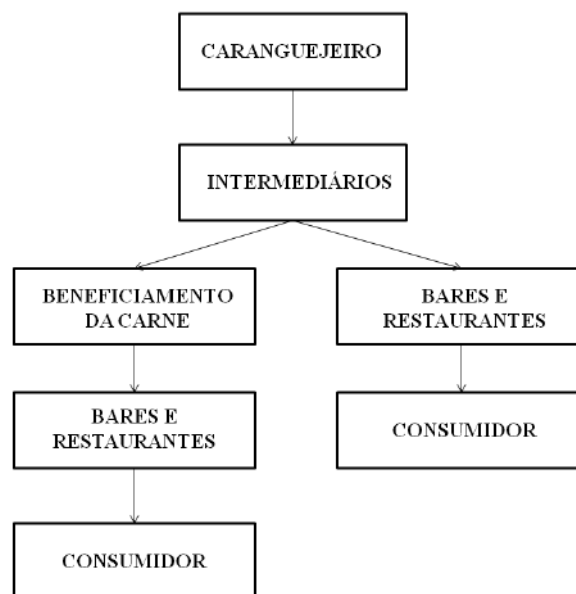 CARANGUEJEIRO
INTERMEDIÁRIOS
BENEFICIAMENTO
DA CARNE
BARES E
RESTAURANTES
BARES E
RESTAURANTES
CONSUMIDOR
CONSUMIDOR